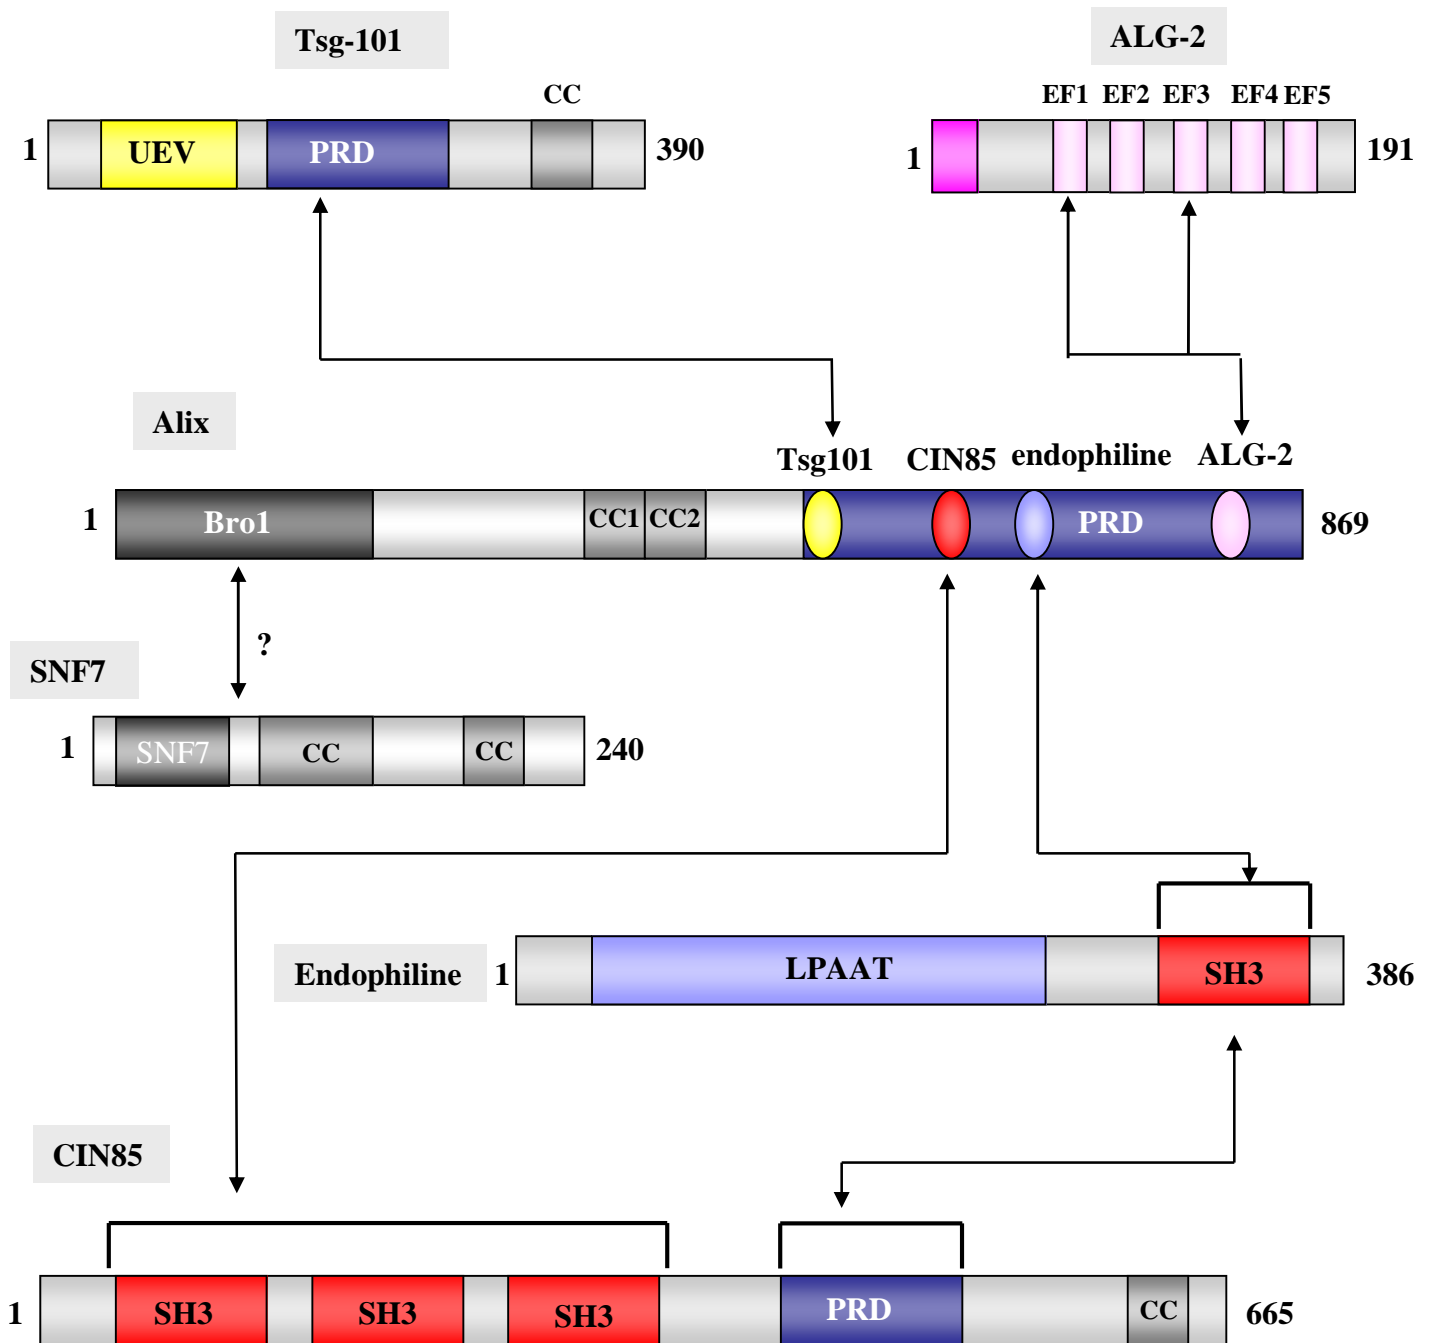 Tsg-101
ALG-2
CC
EF1 EF2 EF3 EF4 EF5
1 UEV PRD 390
1 191
Alix
Tsg101 CIN85 endophiline ALG-2
1 Bro1 CC1 CC2 PRD 869
?
SNF7
1 SNF7 CC CC 240
Endophiline 1 LPAAT SH3 386
CIN85
1 SH3 SH3 SH3 PRD CC 665